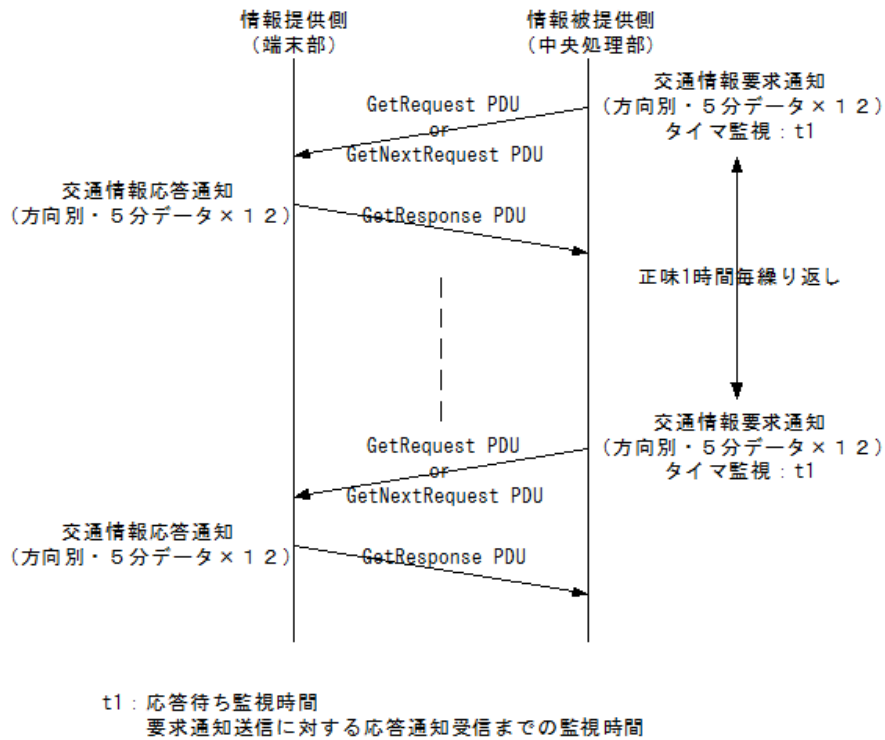 情報提供側
(端末部)
情報被提供側
(中央処理部)
交通情報要求通知
(方向別・5分データ×12)
タイマ監視:t1
GetRequest PDU
or
GetNextRequest PDU
交通情報応答通知
(方向別・5分データ×12)
GetResponse PDU
正味1時間毎繰り返し
交通情報要求通知
(方向別・5分データ×12)
タイマ監視:t1
GetRequest PDU
or
GetNextRequest PDU
交通情報応答通知
(方向別・5分データ×12)
GetResponse PDU
t1:応答待ち監視時間
要求通知送信に対する応答通知受信までの監視時間